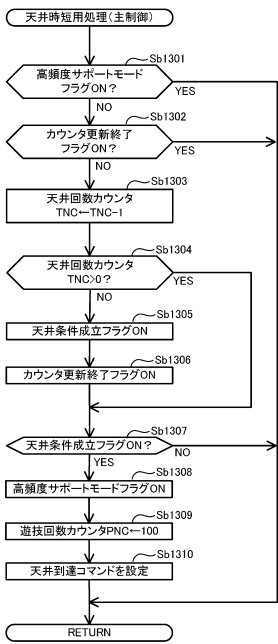 天井時短用処理(主制御)
Sb1301
高頻度サポートモード
フラグON?
YES
NO
Sb1302
カウンタ更新終了
フラグON?
YES
NO
Sb1303
天井回数カウンタ
TNC←TNC-1
Sb1304
天井回数カウンタ
TNC>0?
YES
NO
Sb1305
天井条件成立フラグON
Sb1306
カウンタ更新終了フラグON
Sb1307
天井条件成立フラグON?
NO
YES
Sb1308
高頻度サポートモードフラグON
Sb1309
遊技回数カウンタPNC←100
Sb1310
天井到達コマンドを設定
RETURN